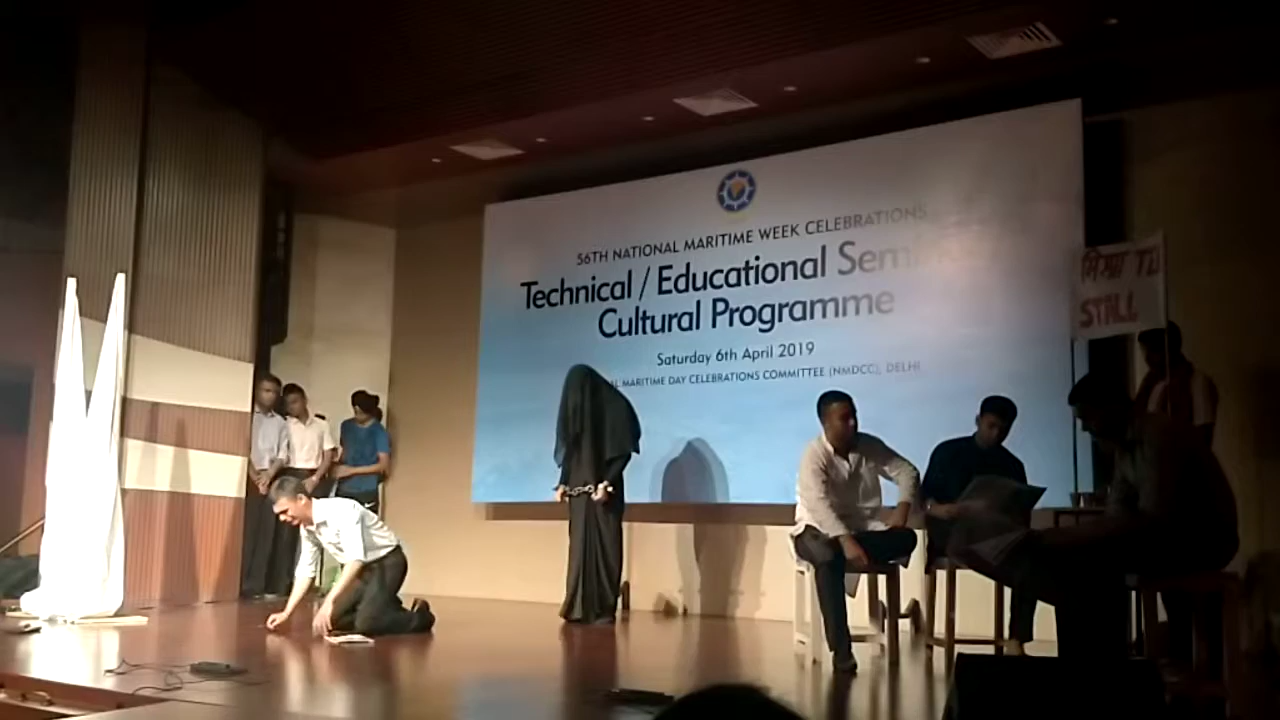 56TH NATIONAL MARITIME WEEK CELEBRATIONS
Technical / Educational
Cultural Programme
Saturday 6th April 2019
MARITIME DAY CELEBRATIONS COMMITTEE (NMDCC), DELHI
STILL